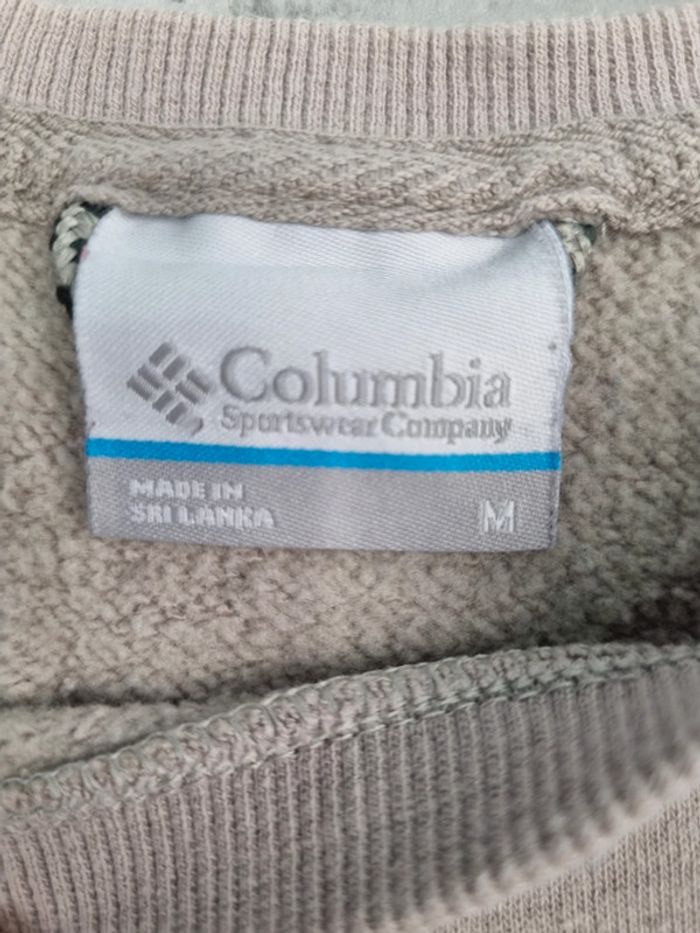 Columbia
Sportswear Company
MADE IN
SRI LANKA
M